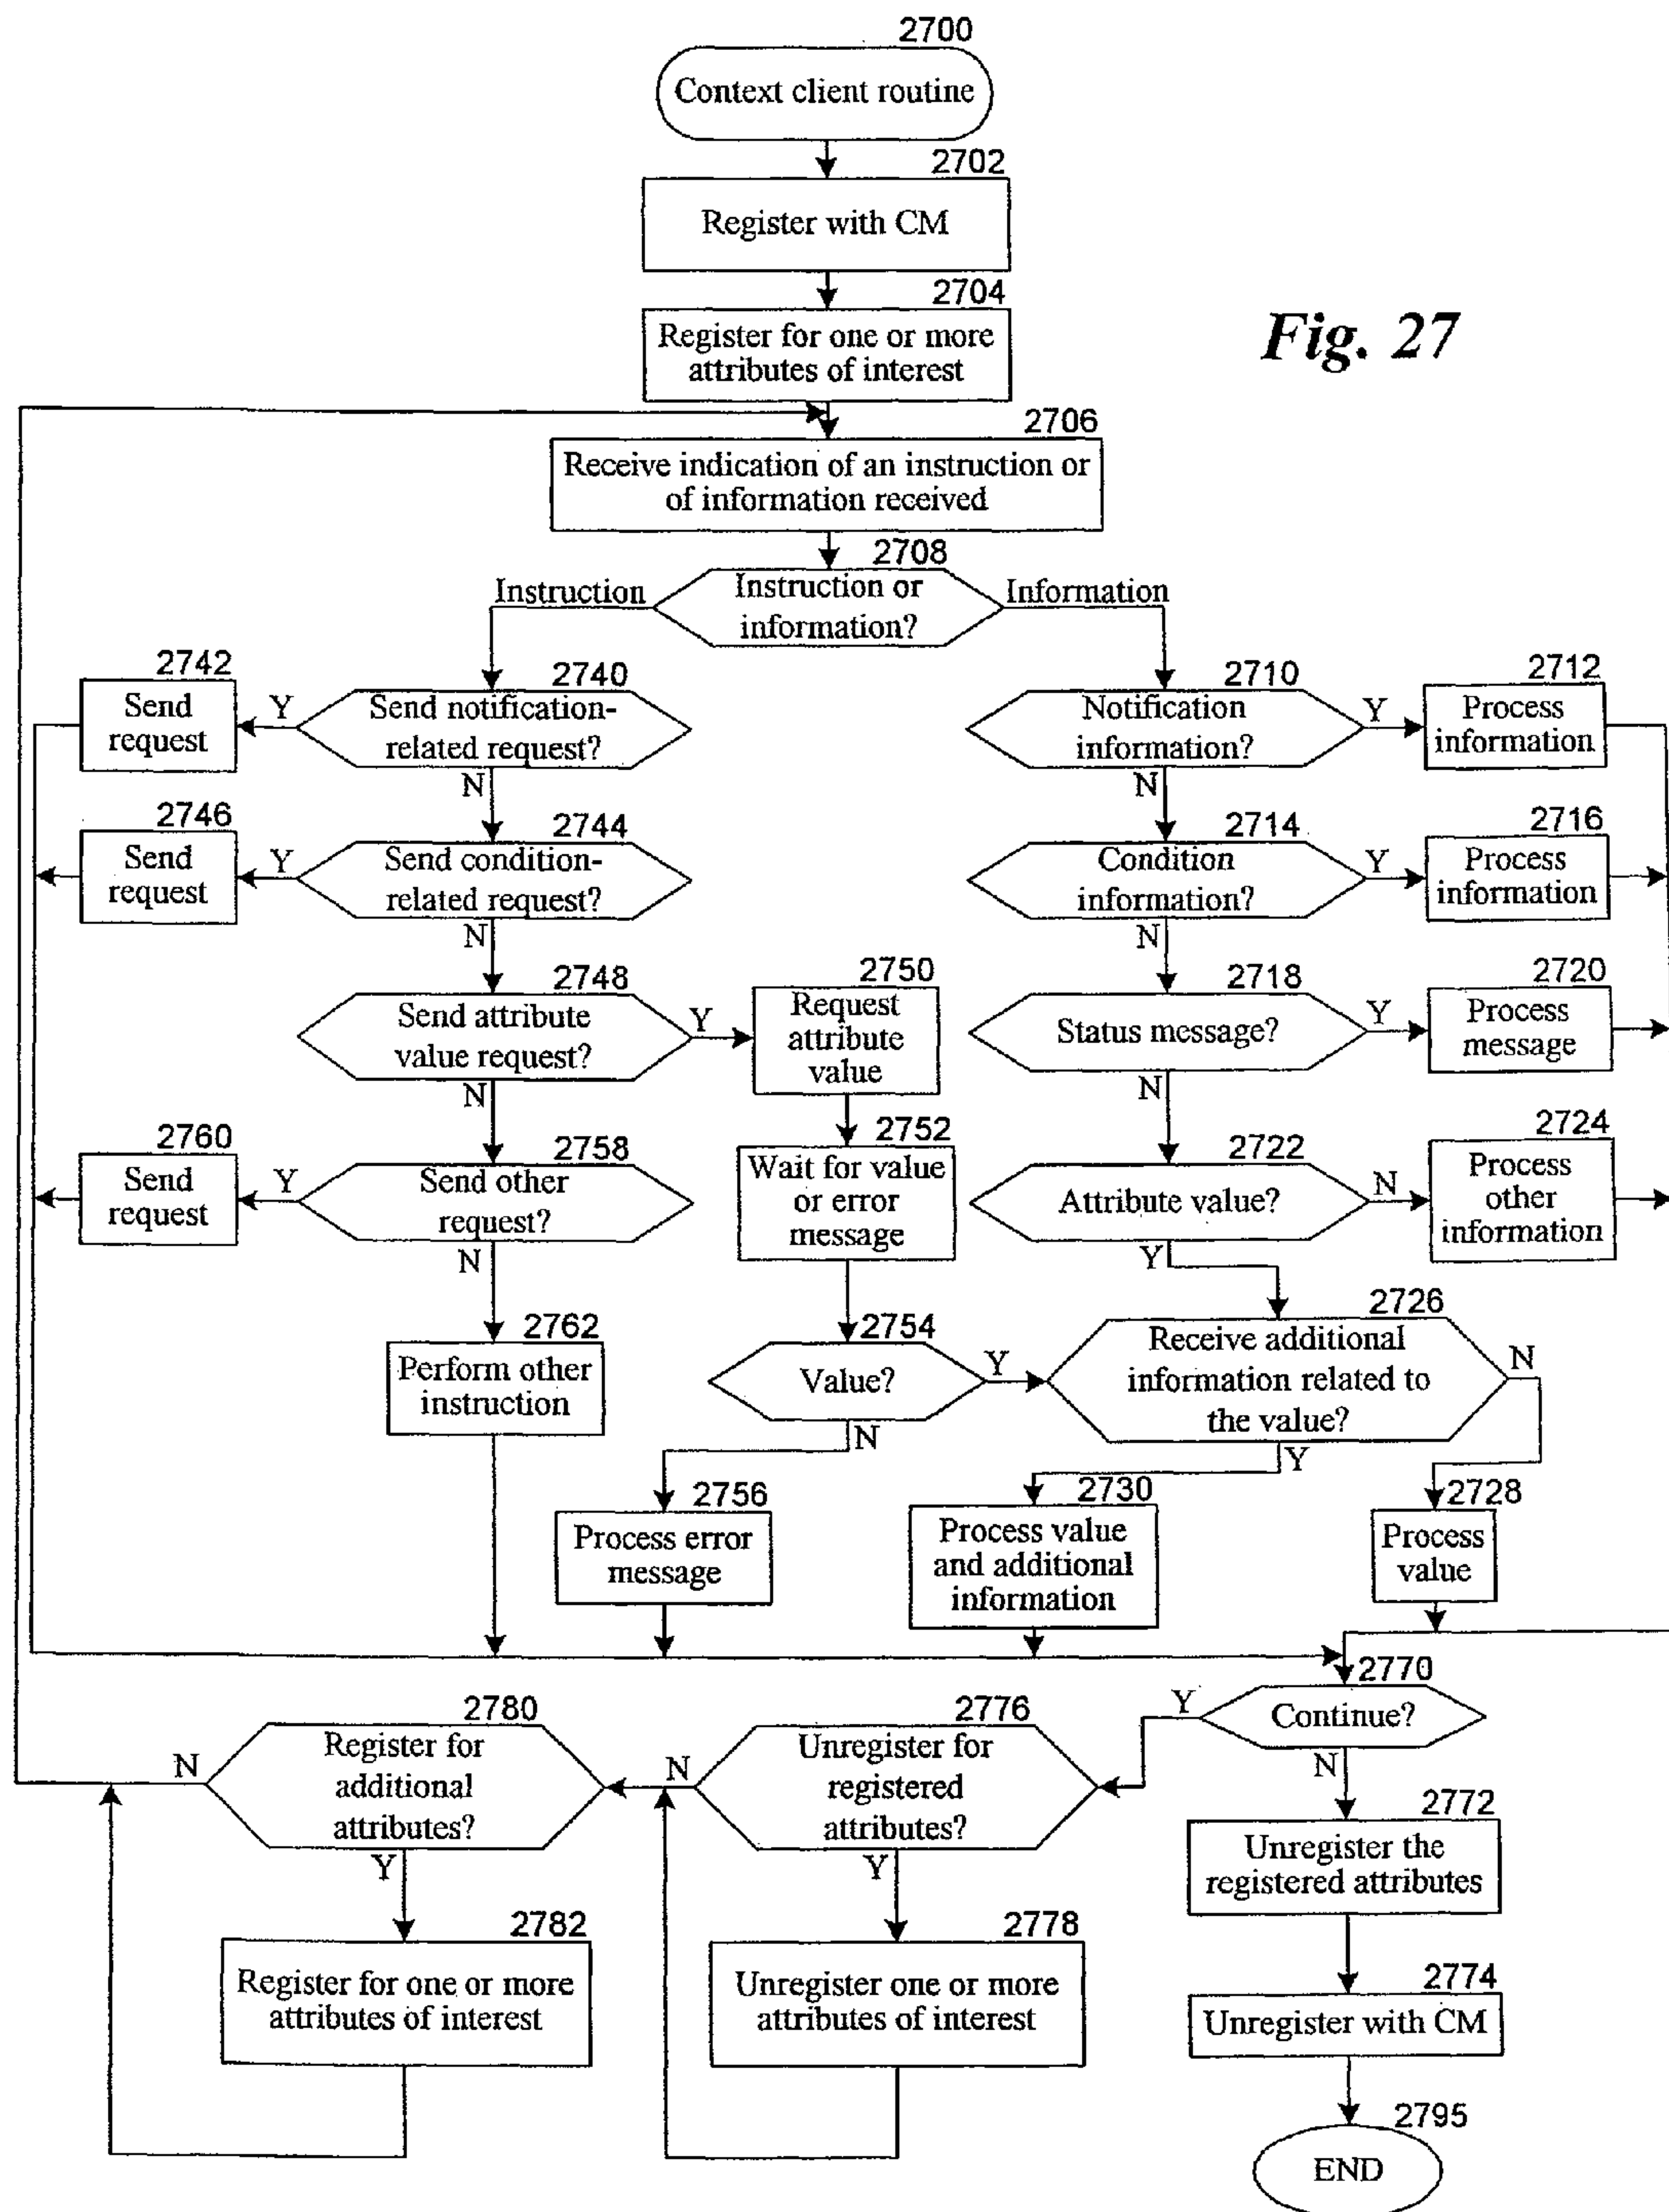 2700
Context client routine
2702
Register with CM
2704
Register for one or more
attributes of interest
Fig. 27
2706
Receive indication of an instruction or
of information received
2708
Instruction
Instruction or
information?
Information
2742
Send
request
Y
2740
Send notification-
related request?
N
2710
Notification
information?
Y
N
2712
Process
information
2746
Send
request
Y
2744
Send condition-
related request?
N
2714
Condition
information?
Y
N
2716
Process
information
2748
Send attribute
value request?
Y
N
2750
Request
attribute
value
2718
Status message?
Y
N
2720
Process
message
2760
Send
request
Y
2758
Send other
request?
N
2752
Wait for value
or error
message
2722
Attribute value?
N
Y
2724
Process
other
information
2762
Perform other
instruction
2754
Value?
Y
N
2726
Receive additional
information related to
the value?
N
Y
2756
Process error
message
2730
Process value
and additional
information
2728
Process
value
2770
Continue?
Y
N
2780
Register for
additional
attributes?
N
Y
2776
Unregister for
registered
attributes?
N
Y
2772
Unregister the
registered attributes
2782
Register for one or more
attributes of interest
2778
Unregister one or more
attributes of interest
2774
Unregister with CM
2795
END